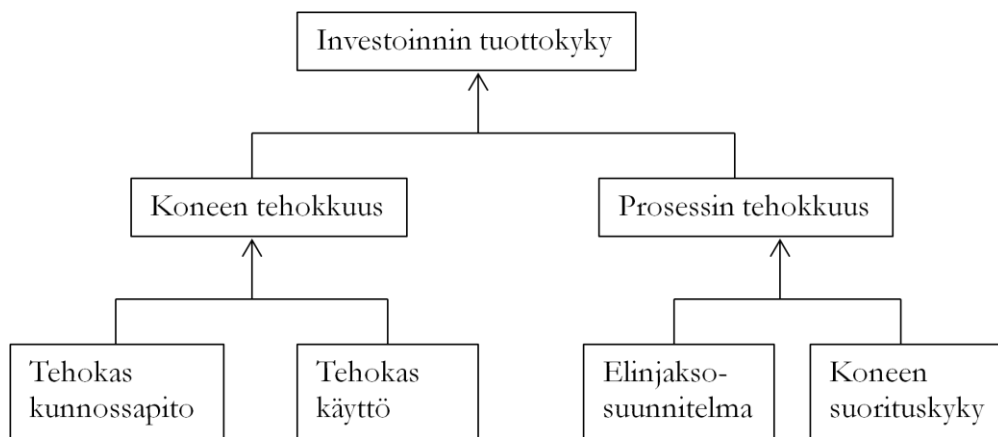 Investoinnin tuottokyky
Koneen tehokkuus
Prosessin tehokkuus
Tehokas
kunnossapito
Tehokas
käyttö
Elinjakso-
suunnitelma
Koneen
suorituskyky